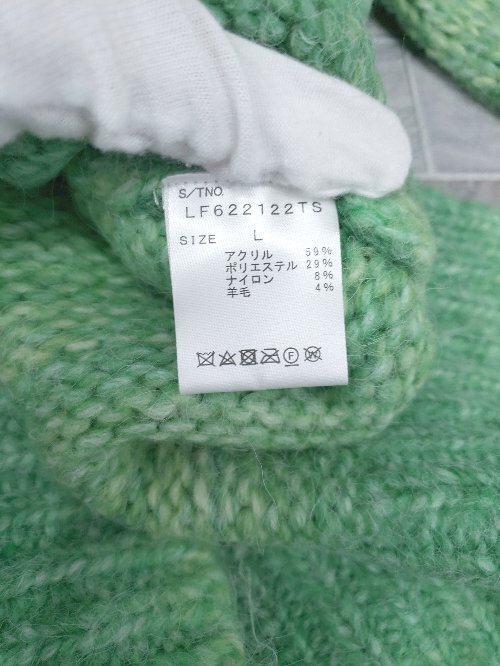 S/TNO.
LF622122TS
SIZE L
アクリル 59%
ポリエステル 29%
ナイロン 8%
羊毛 4%
F
W